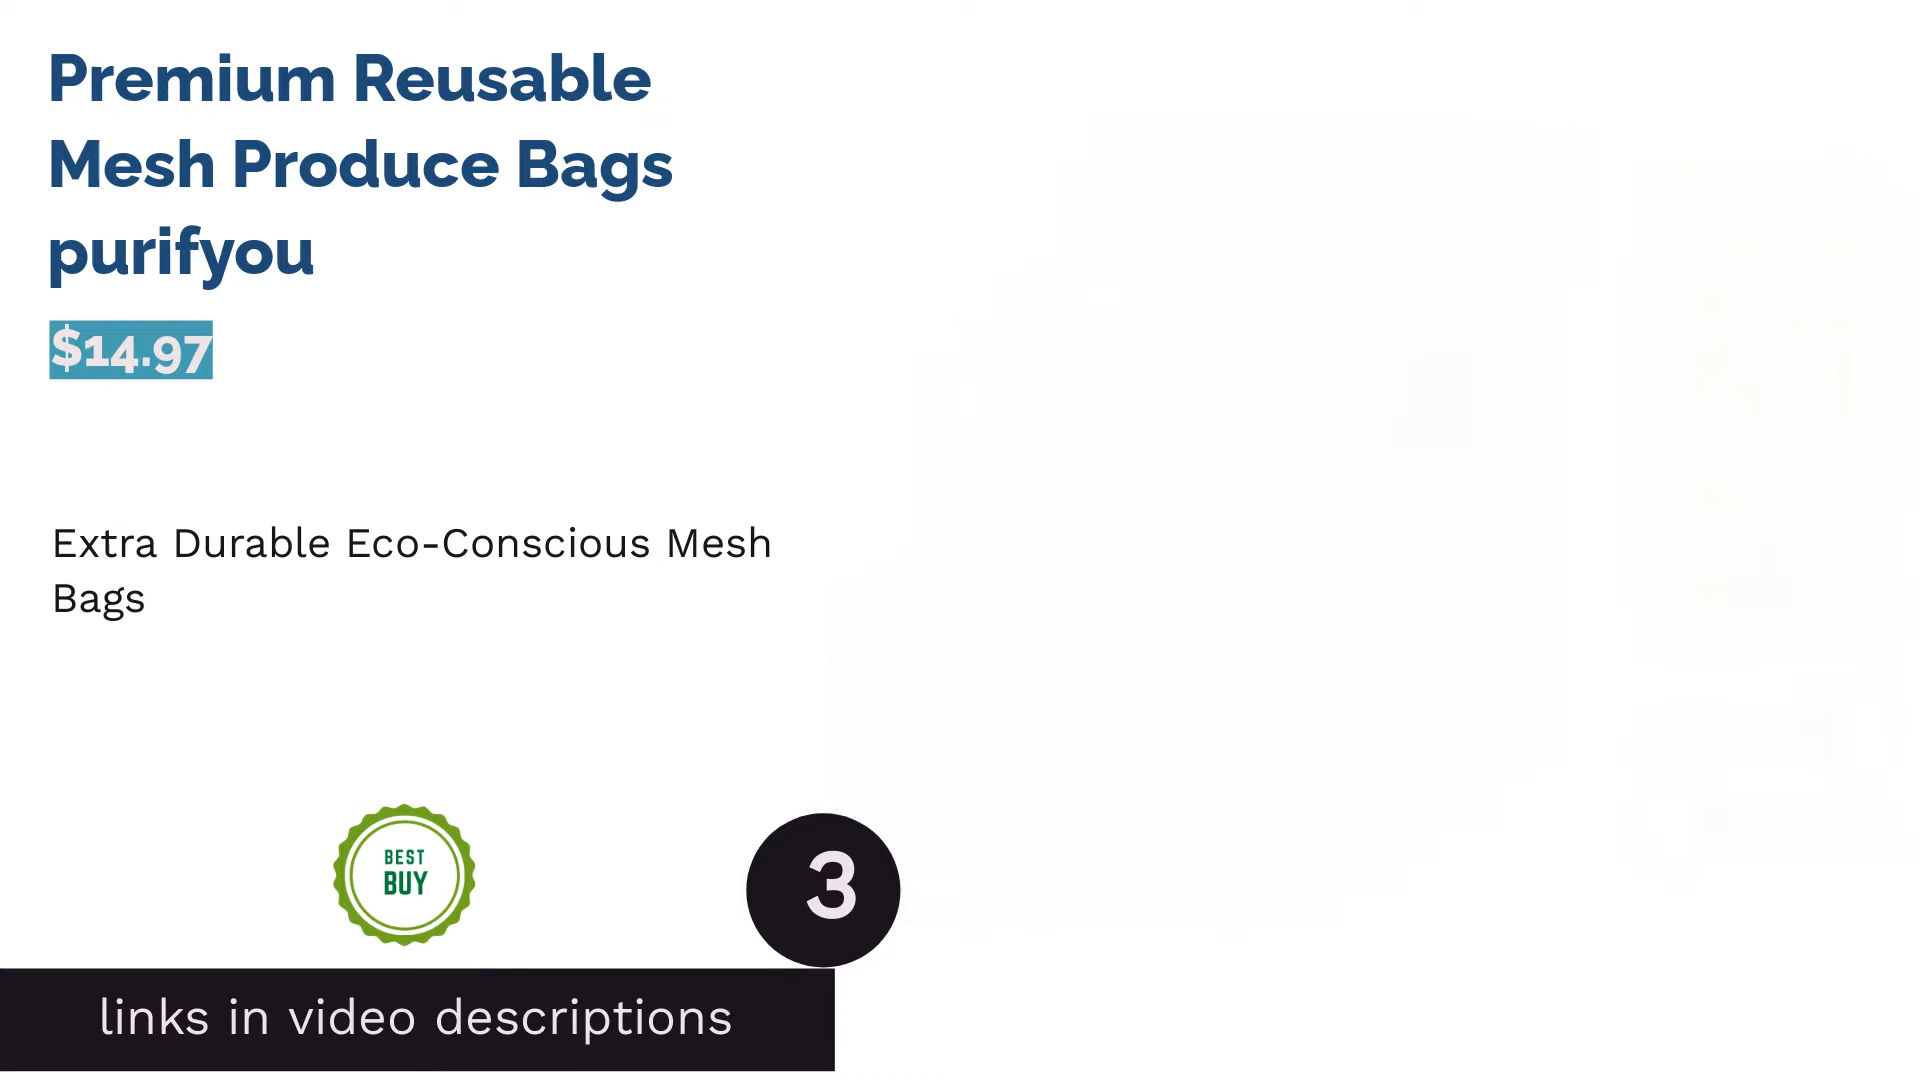 Premium Reusable
Mesh Produce Bags
purifyou
$14.97
Extra Durable Eco-Conscious Mesh
Bags
BEST
BUY
3
links in video descriptions